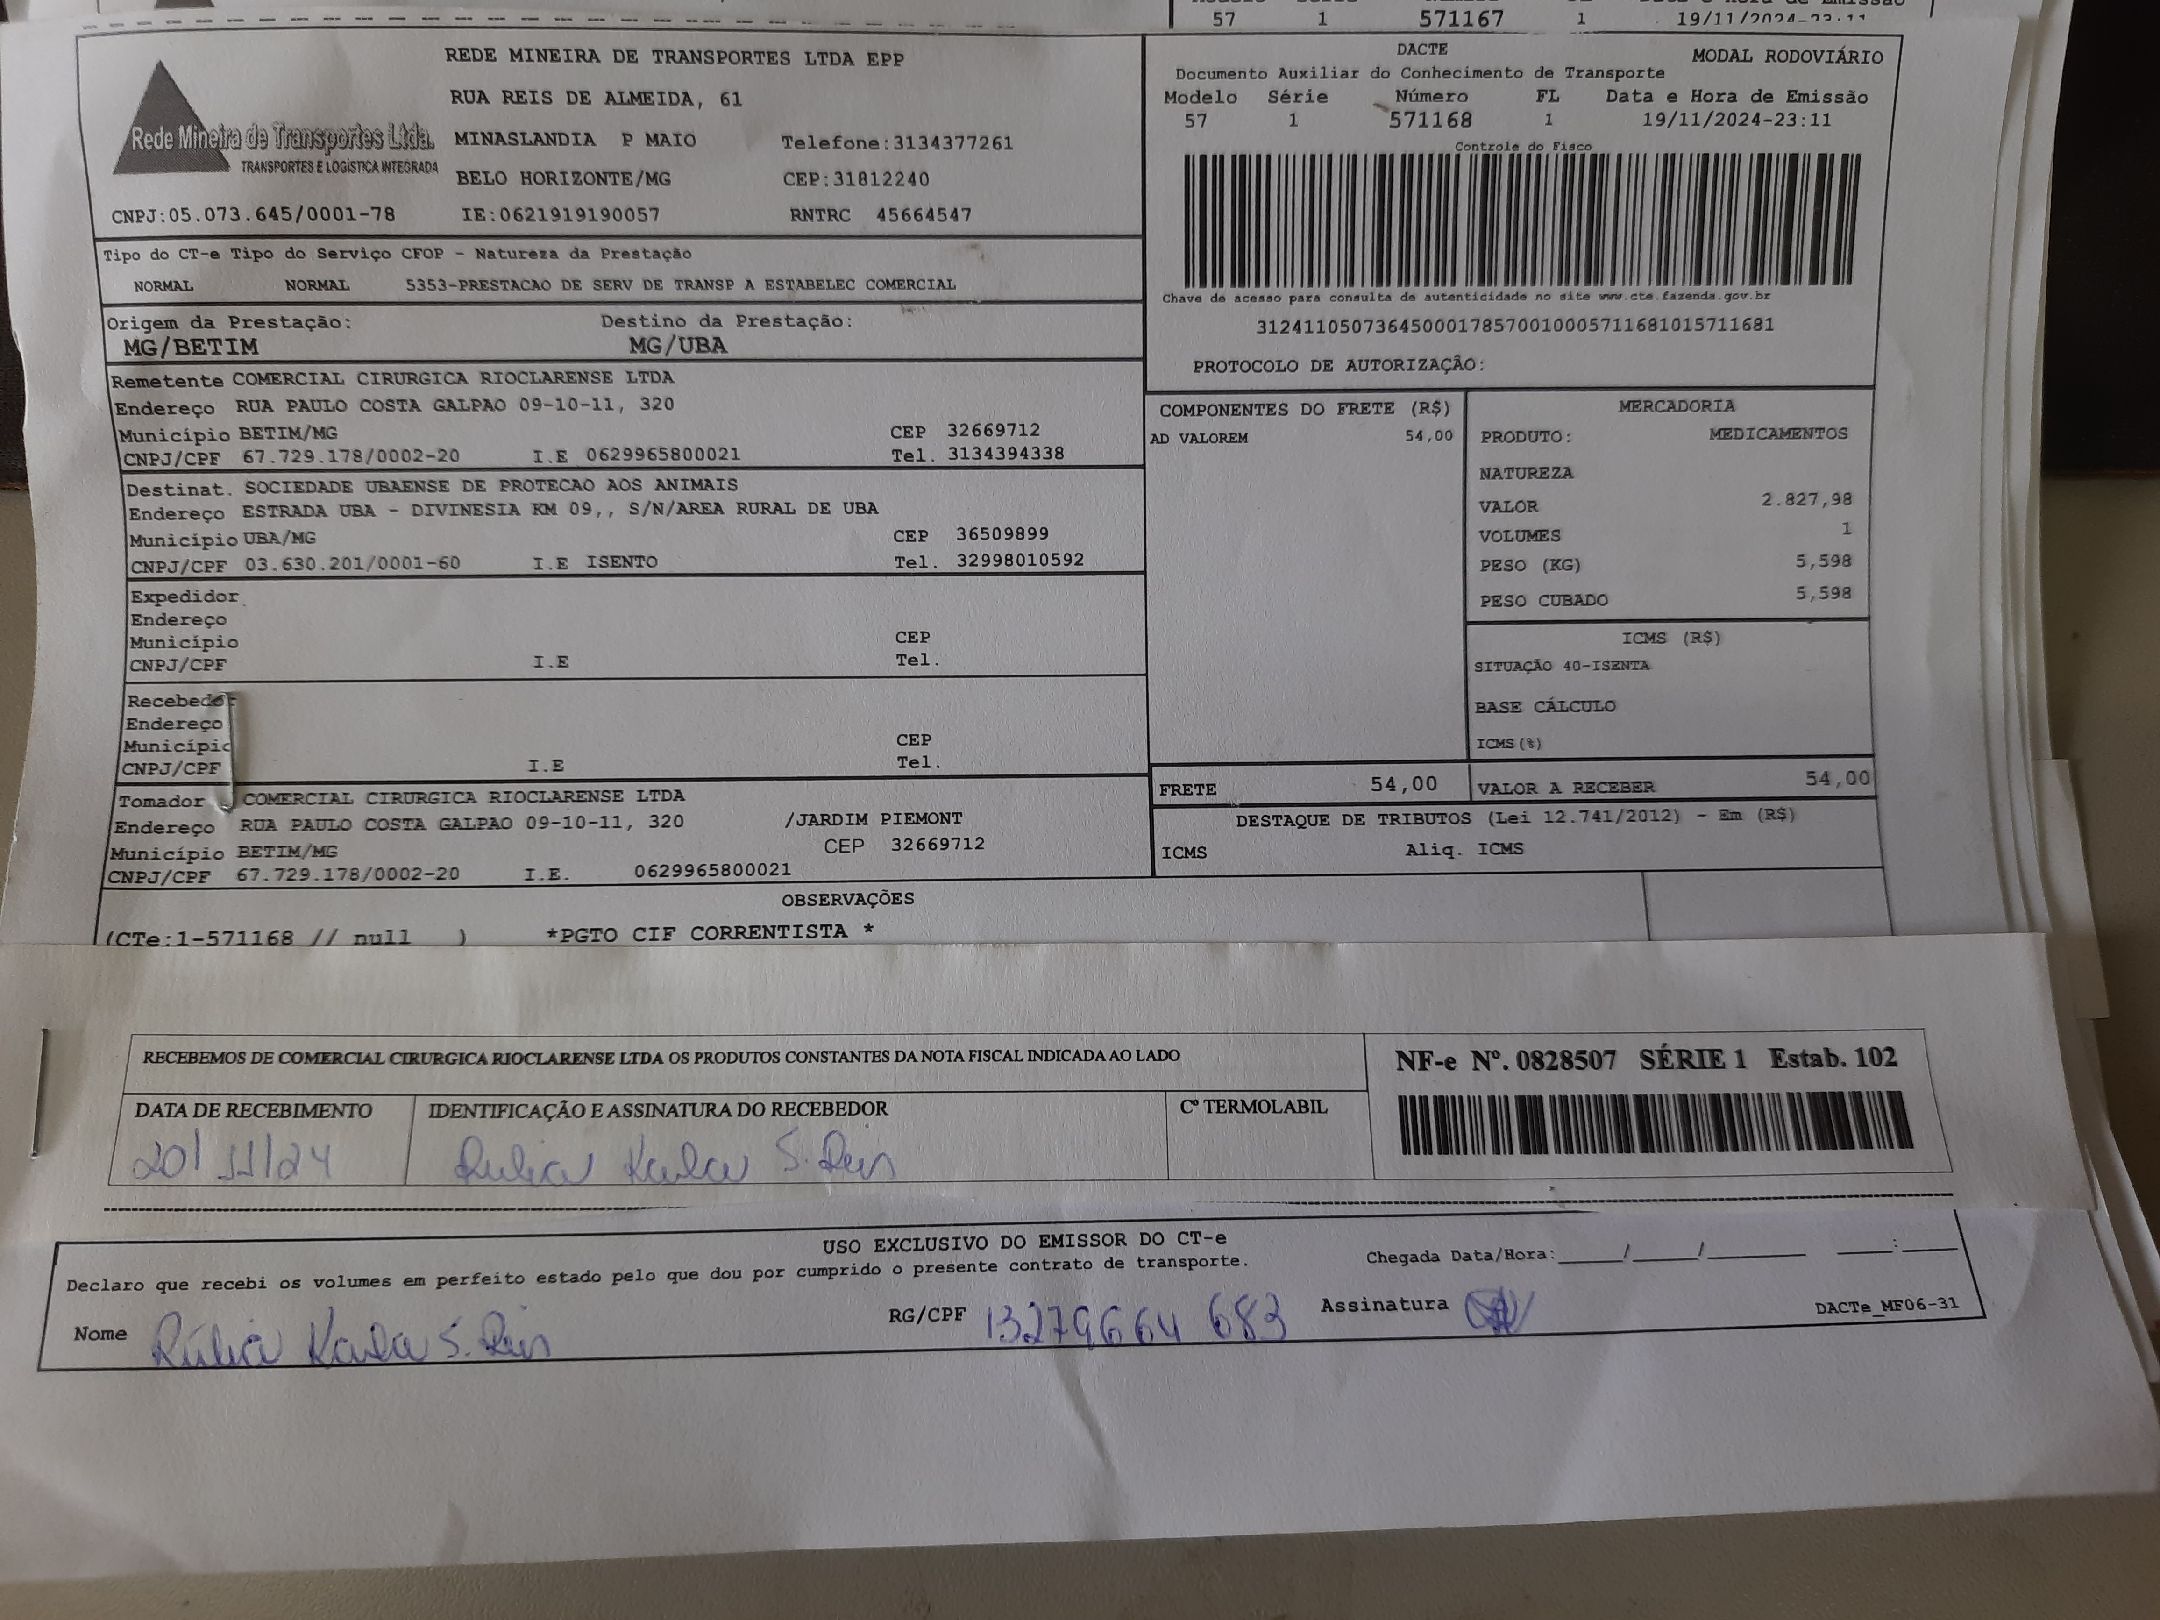 57 1 571167 1 19/11/2024-23:11
REDE MINEIRA DE TRANSPORTES LTDA EPP
RUA REIS DE ALMEIDA, 61
Rede Mineira de Transportes Ltda.
TRANSPORTES E LOGÍSTICA INTEGRADA
MINASLANDIA P MAIO Telefone:3134377261
BELO HORIZONTE/MG CEP:31812240
CNPJ:05.073.645/0001-78 IE:0621919190057 RNTRC 45664547
DACTE MODAL RODOVIÁRIO
Documento Auxiliar do Conhecimento de Transporte
Modelo Série Número FL Data e Hora de Emissão
57 1 571168 1 19/11/2024-23:11
Controle do Fisco
Chave de acesso para consulta de autenticidade no site www.cte.fazenda.gov.br
31241105073645000178570010005711681015711681
PROTOCOLO DE AUTORIZAÇÃO:
Tipo do CT-e Tipo do Serviço CFOP - Natureza da Prestação
NORMAL NORMAL 5353-PRESTACAO DE SERV DE TRANSP A ESTABELEC COMERCIAL
Origem da Prestação: Destino da Prestação:
MG/BETIM MG/UBA
Remetente COMERCIAL CIRURGICA RIOCLARENSE LTDA
Endereço RUA PAULO COSTA GALPAO 09-10-11, 320
Município BETIM/MG CEP 32669712
CNPJ/CPF 67.729.178/0002-20 I.E 0629965800021 Tel. 3134394338
Destinat. SOCIEDADE UBAENSE DE PROTECAO AOS ANIMAIS
Endereço ESTRADA UBA - DIVINESIA KM 09,, S/N/AREA RURAL DE UBA
Município UBA/MG CEP 36509899
CNPJ/CPF 03.630.201/0001-60 I.E ISENTO Tel. 32998010592
Expedidor
Endereço
Município CEP
CNPJ/CPF I.E Tel.
Recebedor
Endereço
Município CEP
CNPJ/CPF I.E Tel.
Tomador COMERCIAL CIRURGICA RIOCLARENSE LTDA
Endereço RUA PAULO COSTA GALPAO 09-10-11, 320 /JARDIM PIEMONT
Município BETIM/MG CEP 32669712
CNPJ/CPF 67.729.178/0002-20 I.E. 0629965800021
COMPONENTES DO FRETE (R$)
AD VALOREM 54,00
MERCADORIA
PRODUTO: MEDICAMENTOS
NATUREZA
VALOR 2.827,98
VOLUMES 1
PESO (KG) 5,598
PESO CUBADO 5,598
ICMS (R$)
SITUAÇÃO 40-ISENTA
BASE CÁLCULO
ICMS(%)
FRETE 54,00 VALOR A RECEBER 54,00
DESTAQUE DE TRIBUTOS (Lei 12.741/2012) - Em (R$)
ICMS Aliq. ICMS
OBSERVAÇÕES
(CTe:1-571168 // null ) *PGTO CIF CORRENTISTA *
RECEBEMOS DE COMERCIAL CIRURGICA RIOCLARENSE LTDA OS PRODUTOS CONSTANTES DA NOTA FISCAL INDICADA AO LADO
NF-e Nº. 0828507 SÉRIE 1 Estab. 102
DATA DE RECEBIMENTO IDENTIFICAÇÃO E ASSINATURA DO RECEBEDOR Cº TERMOLABIL
20/11/24 Rúbia Karla S. Reis
USO EXCLUSIVO DO EMISSOR DO CT-e
Chegada Data/Hora:_____/_____/________ ____:____
Declaro que recebi os volumes em perfeito estado pelo que dou por cumprido o presente contrato de transporte.
Nome Rúbia Karla S. Reis RG/CPF 13279664 683 Assinatura
DACTe_MF06-31